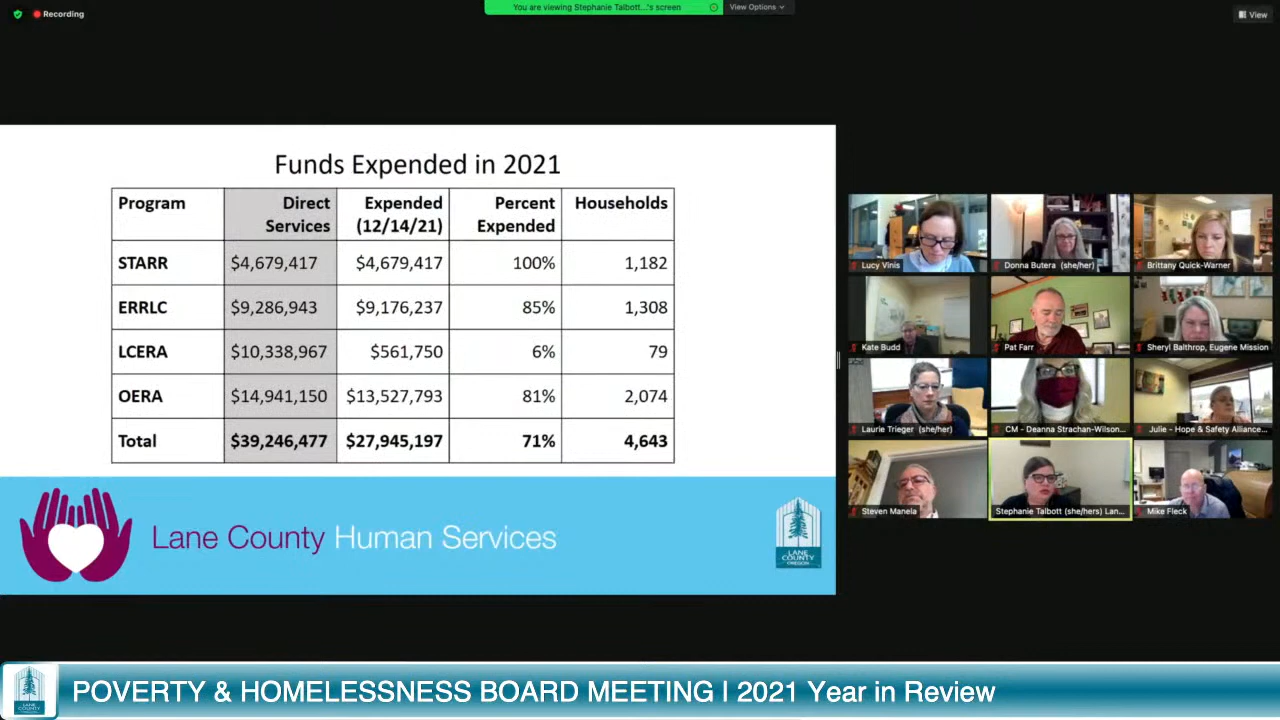 Recording
You are viewing Stephanie Talbott...'s screen
View Options
View
Funds Expended in 2021
Program Direct Services Expended (12/14/21) Percent Expended Households
STARR $4,679,417 $4,679,417 100% 1,182
ERRLC $9,286,943 $9,176,237 85% 1,308
LCERA $10,338,967 $561,750 6% 79
OERA $14,941,150 $13,527,793 81% 2,074
Total $39,246,477 $27,945,197 71% 4,643
Lane County Human Services
LANE
COUNTY
OREGON
Lucy Vinis
Donna Butera (she/her)
Brittany Quick-Warner
Kate Budd
Pat Farr
Sheryl Balthrop, Eugene Mission
Laurie Trieger (she/her)
CM - Deanna Strachan-Wilson...
Julie - Hope & Safety Alliance...
Steven Manela
Stephanie Talbott (she/hers) Lan...
Mike Fleck
LANE
COUNTY
POVERTY & HOMELESSNESS BOARD MEETING | 2021 Year in Review